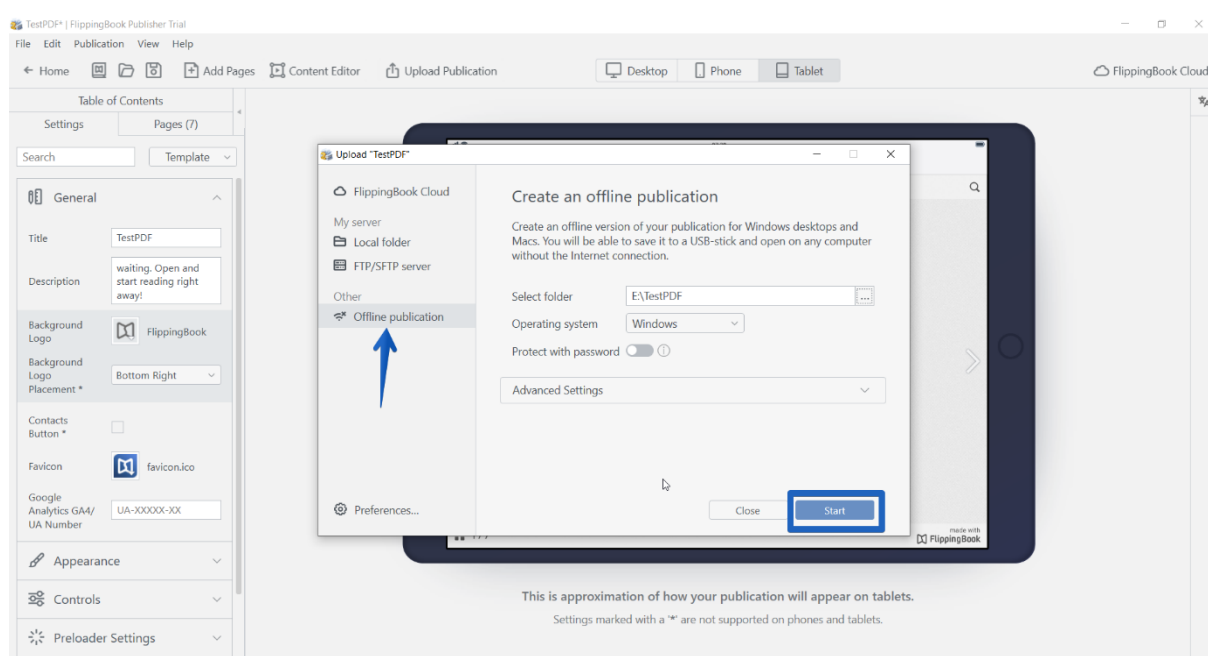 TestPDF* | FlippingBook Publisher Trial
File Edit Publication View Help
Home Add Pages Content Editor Upload Publication Desktop Phone Tablet FlippingBook Cloud
Table of Contents
Settings Pages (7)
Search Template
General
Title TestPDF
Description
waiting. Open and
start reading right
away!
Background
Logo
FlippingBook
Background
Logo
Placement *
Bottom Right
Contacts
Button *
Favicon favicon.ico
Google
Analytics GA4/
UA Number
UA-XXXXX-XX
Appearance
Controls
Preloader Settings
Upload "TestPDF"
FlippingBook Cloud
My server
Local folder
FTP/SFTP server
Other
Offline publication
Preferences...
Create an offline publication
Create an offline version of your publication for Windows desktops and
Macs. You will be able to save it to a USB-stick and open on any computer
without the Internet connection.
Select folder E:\TestPDF ...
Operating system Windows
Protect with password
Advanced Settings
Close Start
made with
FlippingBook
This is approximation of how your publication will appear on tablets.
Settings marked with a '*' are not supported on phones and tablets.